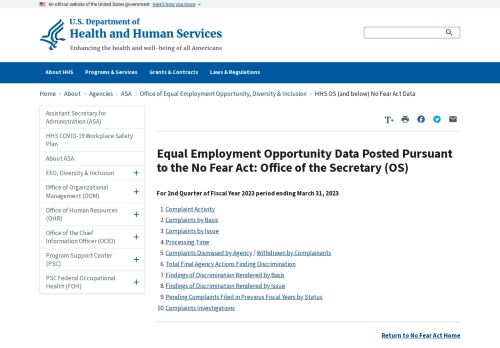 An official website of the United States government Here's how you know
U.S. Department of
Health and Human Services
Enhancing the health and well-being of all Americans
About HHS Programs & Services Grants & Contracts Laws & Regulations
Home > About > Agencies > ASA > Office of Equal Employment Opportunity, Diversity & Inclusion > HHS OS (and below) No Fear Act Data
Assistant Secretary for
Administration (ASA)
HHS COVID-19 Workplace Safety
Plan
About ASA
EEO, Diversity & Inclusion +
Office of Organizational
Management (OOM) +
Office of Human Resources
(OHR) +
Office of the Chief
Information Officer (OCIO) +
Program Support Center
(PSC) +
PSC Federal Occupational
Health (FOH) +
T+
Equal Employment Opportunity Data Posted Pursuant
to the No Fear Act: Office of the Secretary (OS)
For 2nd Quarter of Fiscal Year 2023 period ending March 31, 2023
1. Complaint Activity
2. Complaints by Basis
3. Complaints by Issue
4. Processing Time
5. Complaints Dismissed by Agency / Withdrawn by Complainants
6. Total Final Agency Actions Finding Discrimination
7. Findings of Discrimination Rendered by Basis
8. Findings of Discrimination Rendered by Issue
9. Pending Complaints Filed in Previous Fiscal Years by Status
10. Complaints Investigations
Return to No Fear Act Home